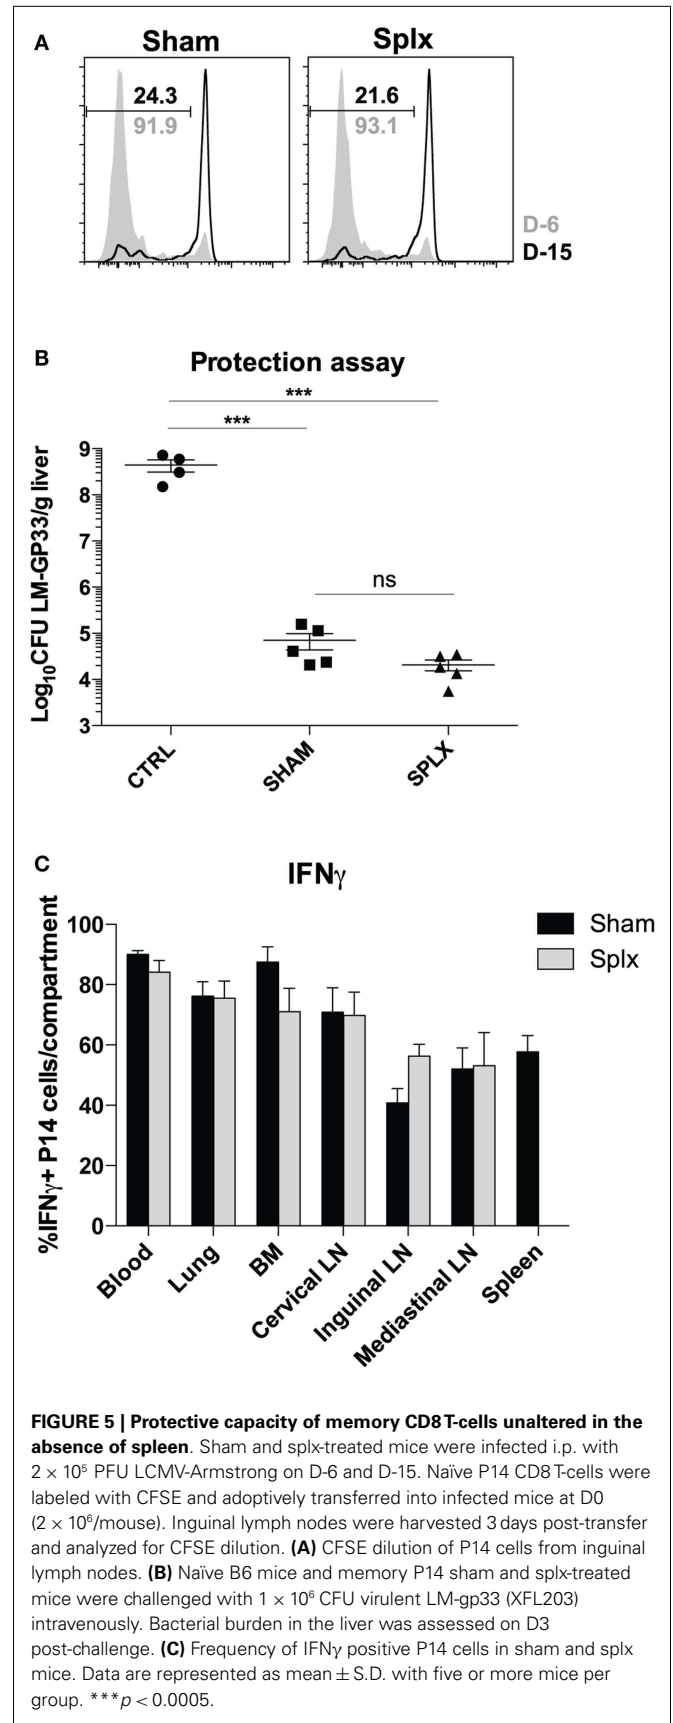 A
Sham
Splx
24.3
91.9
21.6
93.1
D-6
D-15
B
Protection assay
***
***
ns
Log10CFU LM-GP33/g liver
9
8
7
6
5
4
3
CTRL
SHAM
SPLX
C
IFNγ
Sham
Splx
%IFNγ+ P14 cells/compartment
100
80
60
40
20
0
Blood
Lung
BM
Cervical LN
Inguinal LN
Mediastinal LN
Spleen
FIGURE 5 | Protective capacity of memory CD8 T-cells unaltered in the
absence of spleen. Sham and splx-treated mice were infected i.p. with
2 × 10⁵ PFU LCMV-Armstrong on D-6 and D-15. Naïve P14 CD8 T-cells were
labeled with CFSE and adoptively transferred into infected mice at D0
(2 × 10⁶/mouse). Inguinal lymph nodes were harvested 3 days post-transfer
and analyzed for CFSE dilution. (A) CFSE dilution of P14 cells from inguinal
lymph nodes. (B) Naïve B6 mice and memory P14 sham and splx-treated
mice were challenged with 1 × 10⁶ CFU virulent LM-gp33 (XFL203)
intravenously. Bacterial burden in the liver was assessed on D3
post-challenge. (C) Frequency of IFNγ positive P14 cells in sham and splx
mice. Data are represented as mean ± S.D. with five or more mice per
group. ***p < 0.0005.